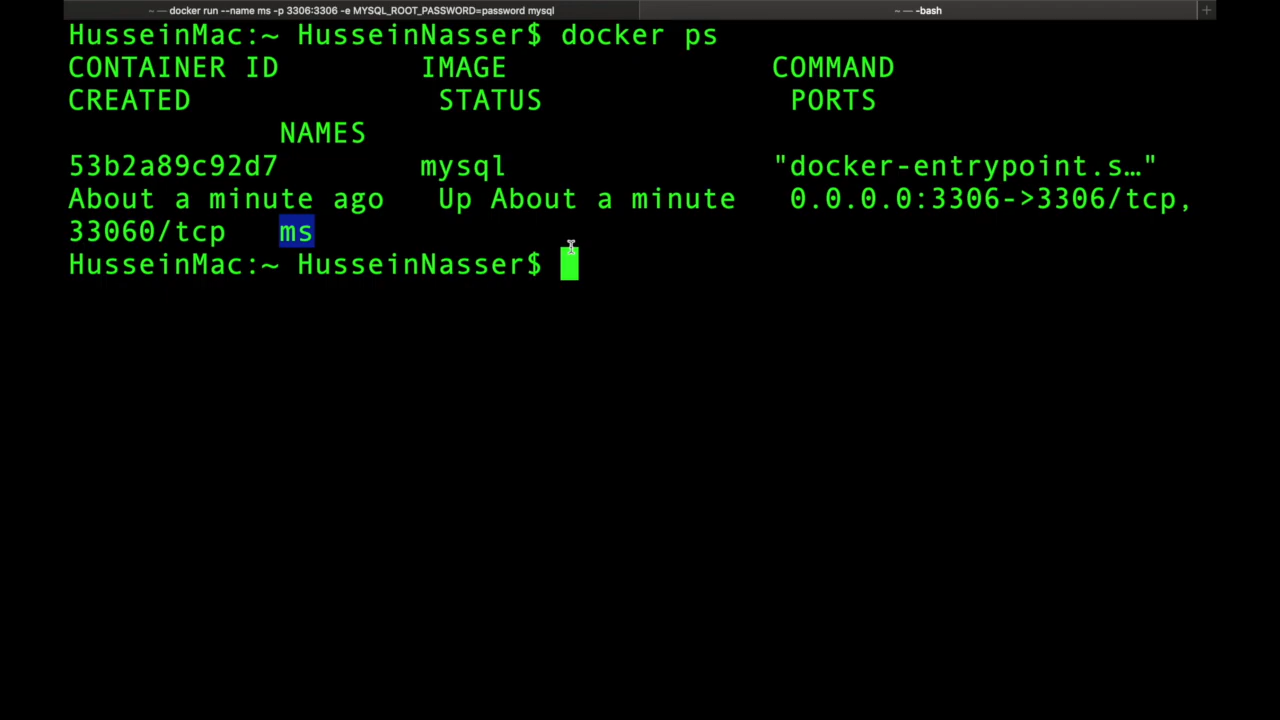 ~ — docker run --name ms -p 3306:3306 -e MYSQL_ROOT_PASSWORD=password mysql
~ — -bash
HusseinMac:~ HusseinNasser$ docker ps
CONTAINER ID IMAGE COMMAND
CREATED STATUS PORTS
NAMES
53b2a89c92d7 mysql "docker-entrypoint.s…"
About a minute ago Up About a minute 0.0.0.0:3306->3306/tcp,
33060/tcp ms
HusseinMac:~ HusseinNasser$